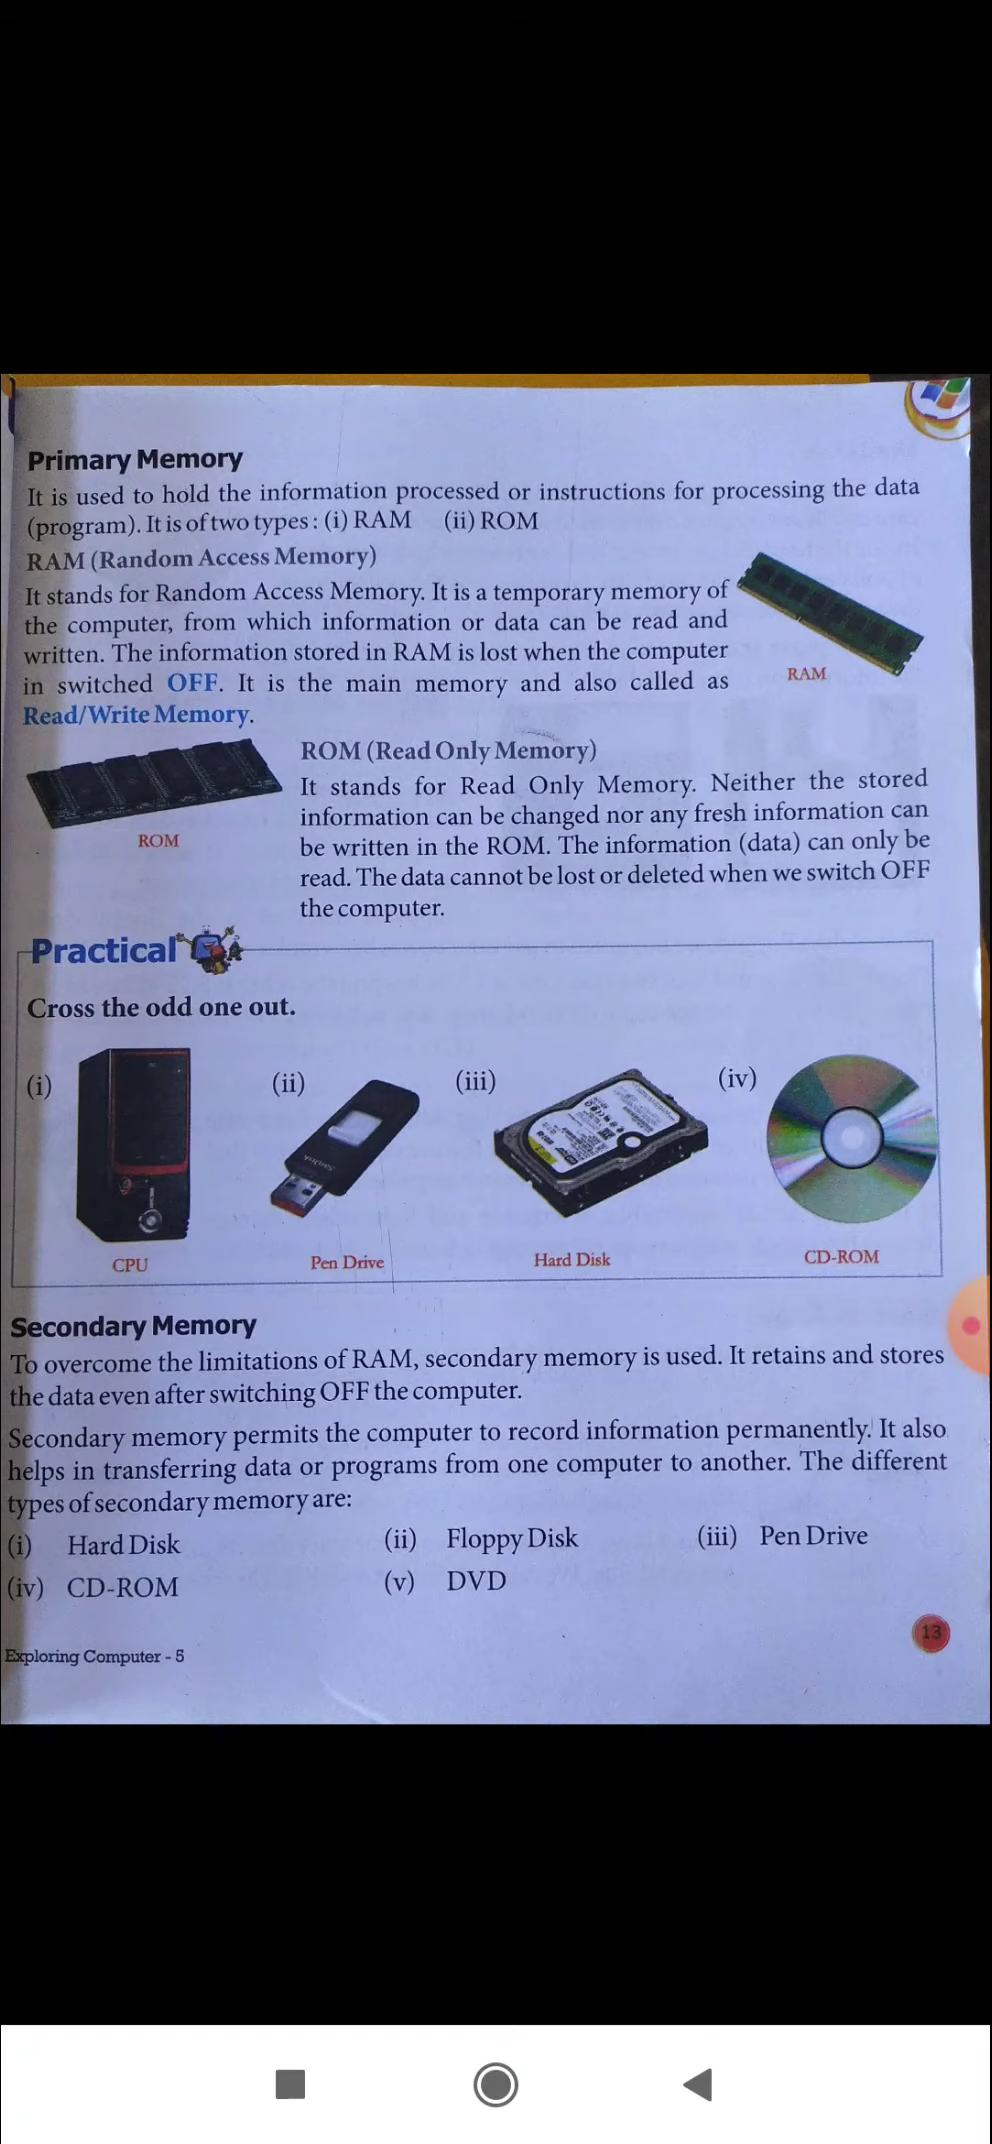 Primary Memory
It is used to hold the information processed or instructions for processing the data
(program). It is of two types : (i) RAM (ii) ROM
RAM (Random Access Memory)
It stands for Random Access Memory. It is a temporary memory of
the computer, from which information or data can be read and
written. The information stored in RAM is lost when the computer
in switched OFF. It is the main memory and also called as
Read/Write Memory.
RAM
ROM (Read Only Memory)
It stands for Read Only Memory. Neither the stored
information can be changed nor any fresh information can
be written in the ROM. The information (data) can only be
read. The data cannot be lost or deleted when we switch OFF
the computer.
ROM
Practical
Cross the odd one out.
(i) (ii) (iii) (iv)
CPU Pen Drive Hard Disk CD-ROM
Secondary Memory
To overcome the limitations of RAM, secondary memory is used. It retains and stores
the data even after switching OFF the computer.
Secondary memory permits the computer to record information permanently. It also
helps in transferring data or programs from one computer to another. The different
types of secondary memory are:
(i) Hard Disk (ii) Floppy Disk (iii) Pen Drive
(iv) CD-ROM (v) DVD
13
Exploring Computer - 5